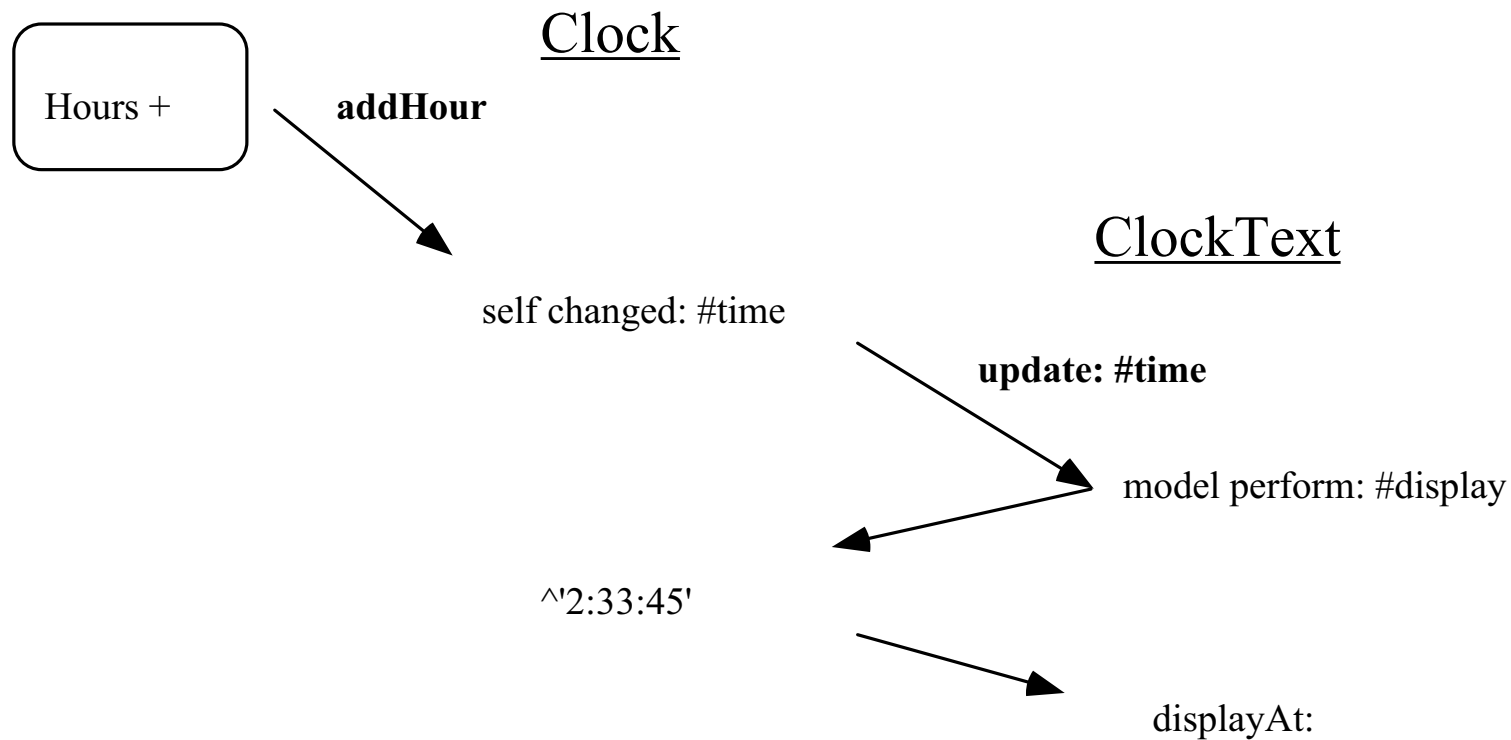 Clock
Hours +
addHour
ClockText
self changed: #time
update: #time
model perform: #display
^'2:33:45'
displayAt: